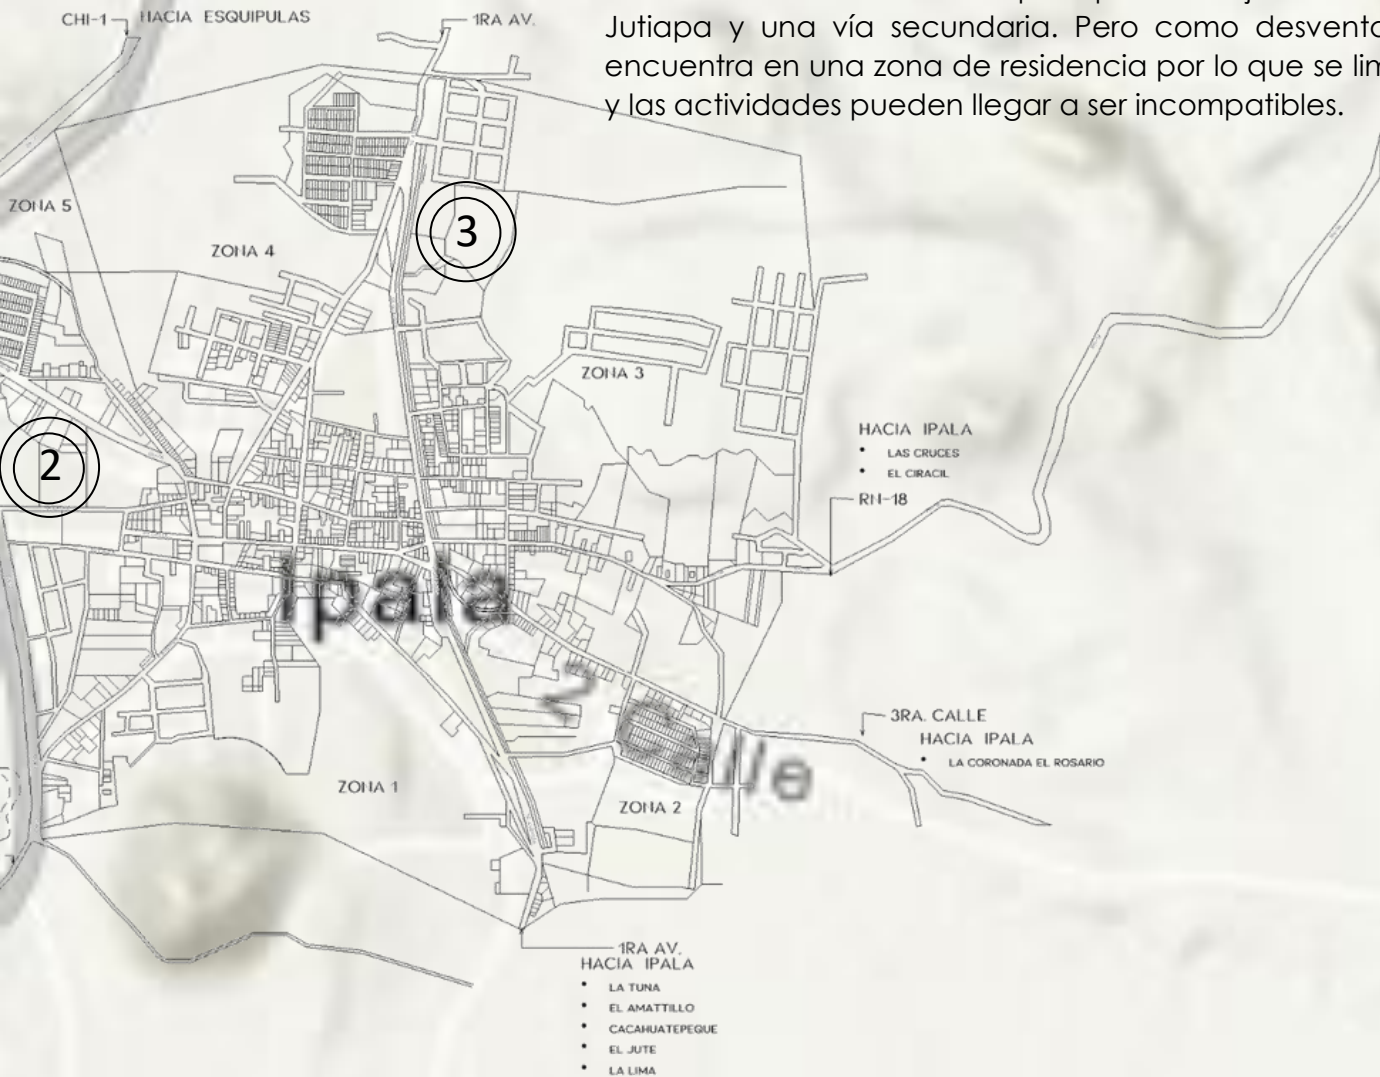 Jutiapa y una vía secundaria. Pero como
encuentra en una zona de residencia por lo que se
y las actividades pueden llegar a ser incompatibles.
CHI-1
HACIA ESQUIPULAS
1RA AV.
ZONA 5
ZONA 4
3
ZONA 3
2
HACIA IPALA
• LAS CRUCES
• EL CIRACIL
RN-18
Ipala
2 Calle
3RA. CALLE
HACIA IPALA
• LA CORONADA EL ROSARIO
ZONA 1
ZONA 2
1RA AV.
HACIA IPALA
• LA TUNA
• EL AMATTILLO
• CACAHUATEPEQUE
• EL JUTE
• LA LIMA